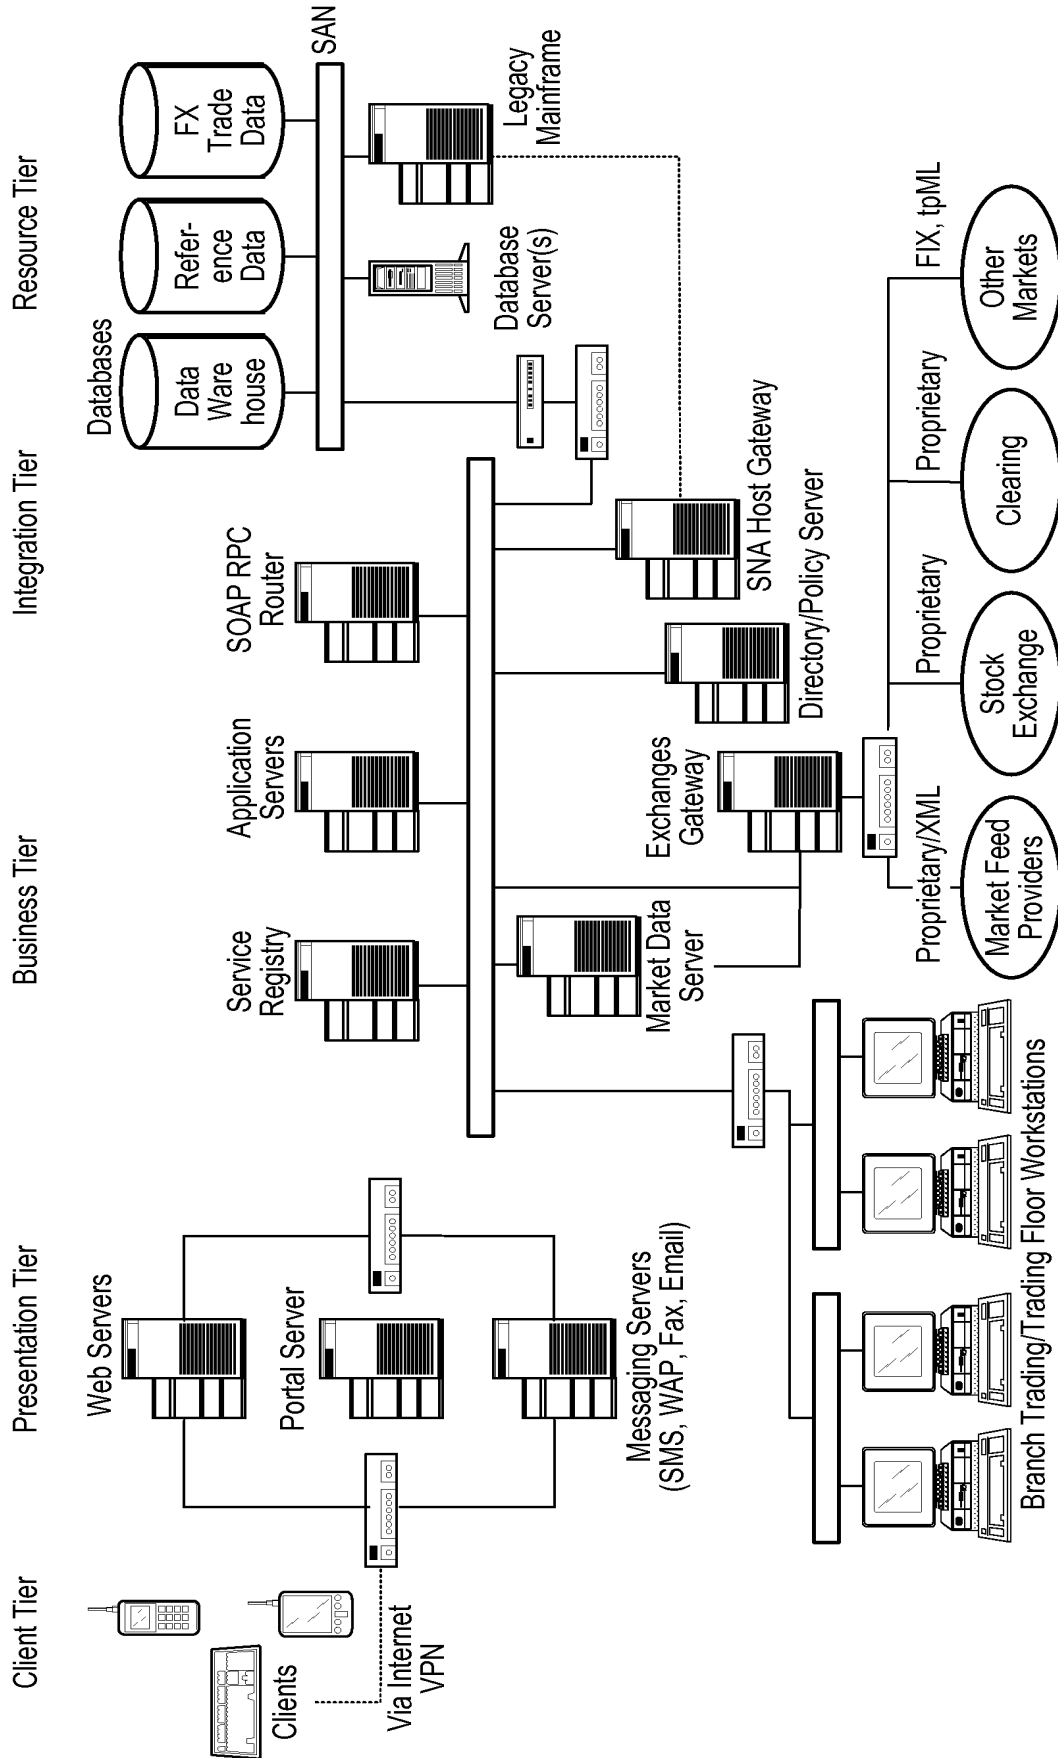 Client Tier
Presentation Tier
Business Tier
Integration Tier
Resource Tier
Clients
Via Internet
VPN
Web Servers
Portal Server
Messaging Servers
(SMS, WAP, Fax, Email)
Service
Registry
Application
Servers
SOAP RPC
Router
Market Data
Server
Exchanges
Gateway
Directory/Policy Server
SNA Host Gateway
Databases
Data
Ware
house
Refer-
ence
Data
FX
Trade
Data
SAN
Database
Server(s)
Legacy
Mainframe
Branch Trading/Trading Floor Workstations
Proprietary/XML
Proprietary
Proprietary
FIX, tpML
Market Feed
Providers
Stock
Exchange
Clearing
Other
Markets